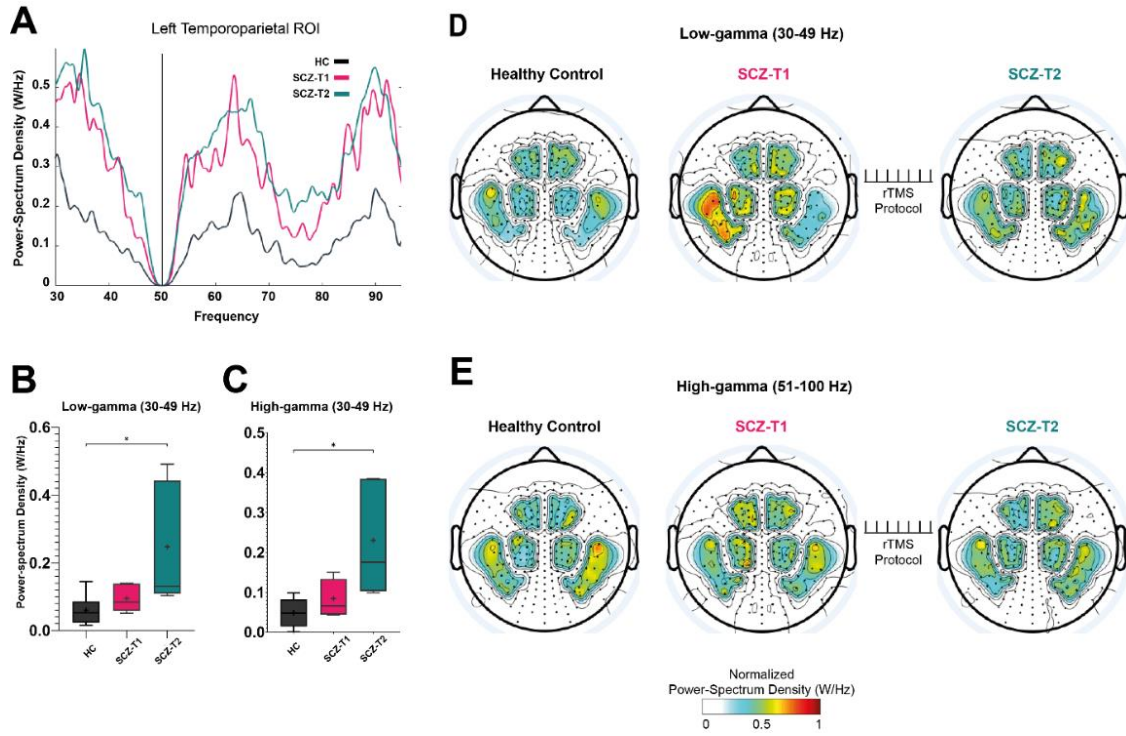 A
Left Temporoparietal ROI
HC
SCZ-T1
SCZ-T2
Power-Spectrum Density (W/Hz)
0.5
0.4
0.3
0.2
0.1
0
30 40 50 60 70 80 90
Frequency
B
Low-gamma (30-49 Hz)
Power-spectrum Density (W/Hz)
0.6
0.4
0.2
0.0
*
HC SCZ-T1 SCZ-T2
C
High-gamma (30-49 Hz)
0.5
0.4
0.3
0.2
0.1
0.0
*
HC SCZ-T1 SCZ-T2
D
Low-gamma (30-49 Hz)
Healthy Control SCZ-T1 SCZ-T2
rTMS
Protocol
E
High-gamma (51-100 Hz)
Healthy Control SCZ-T1 SCZ-T2
rTMS
Protocol
Normalized
Power-Spectrum Density (W/Hz)
0 0.5 1